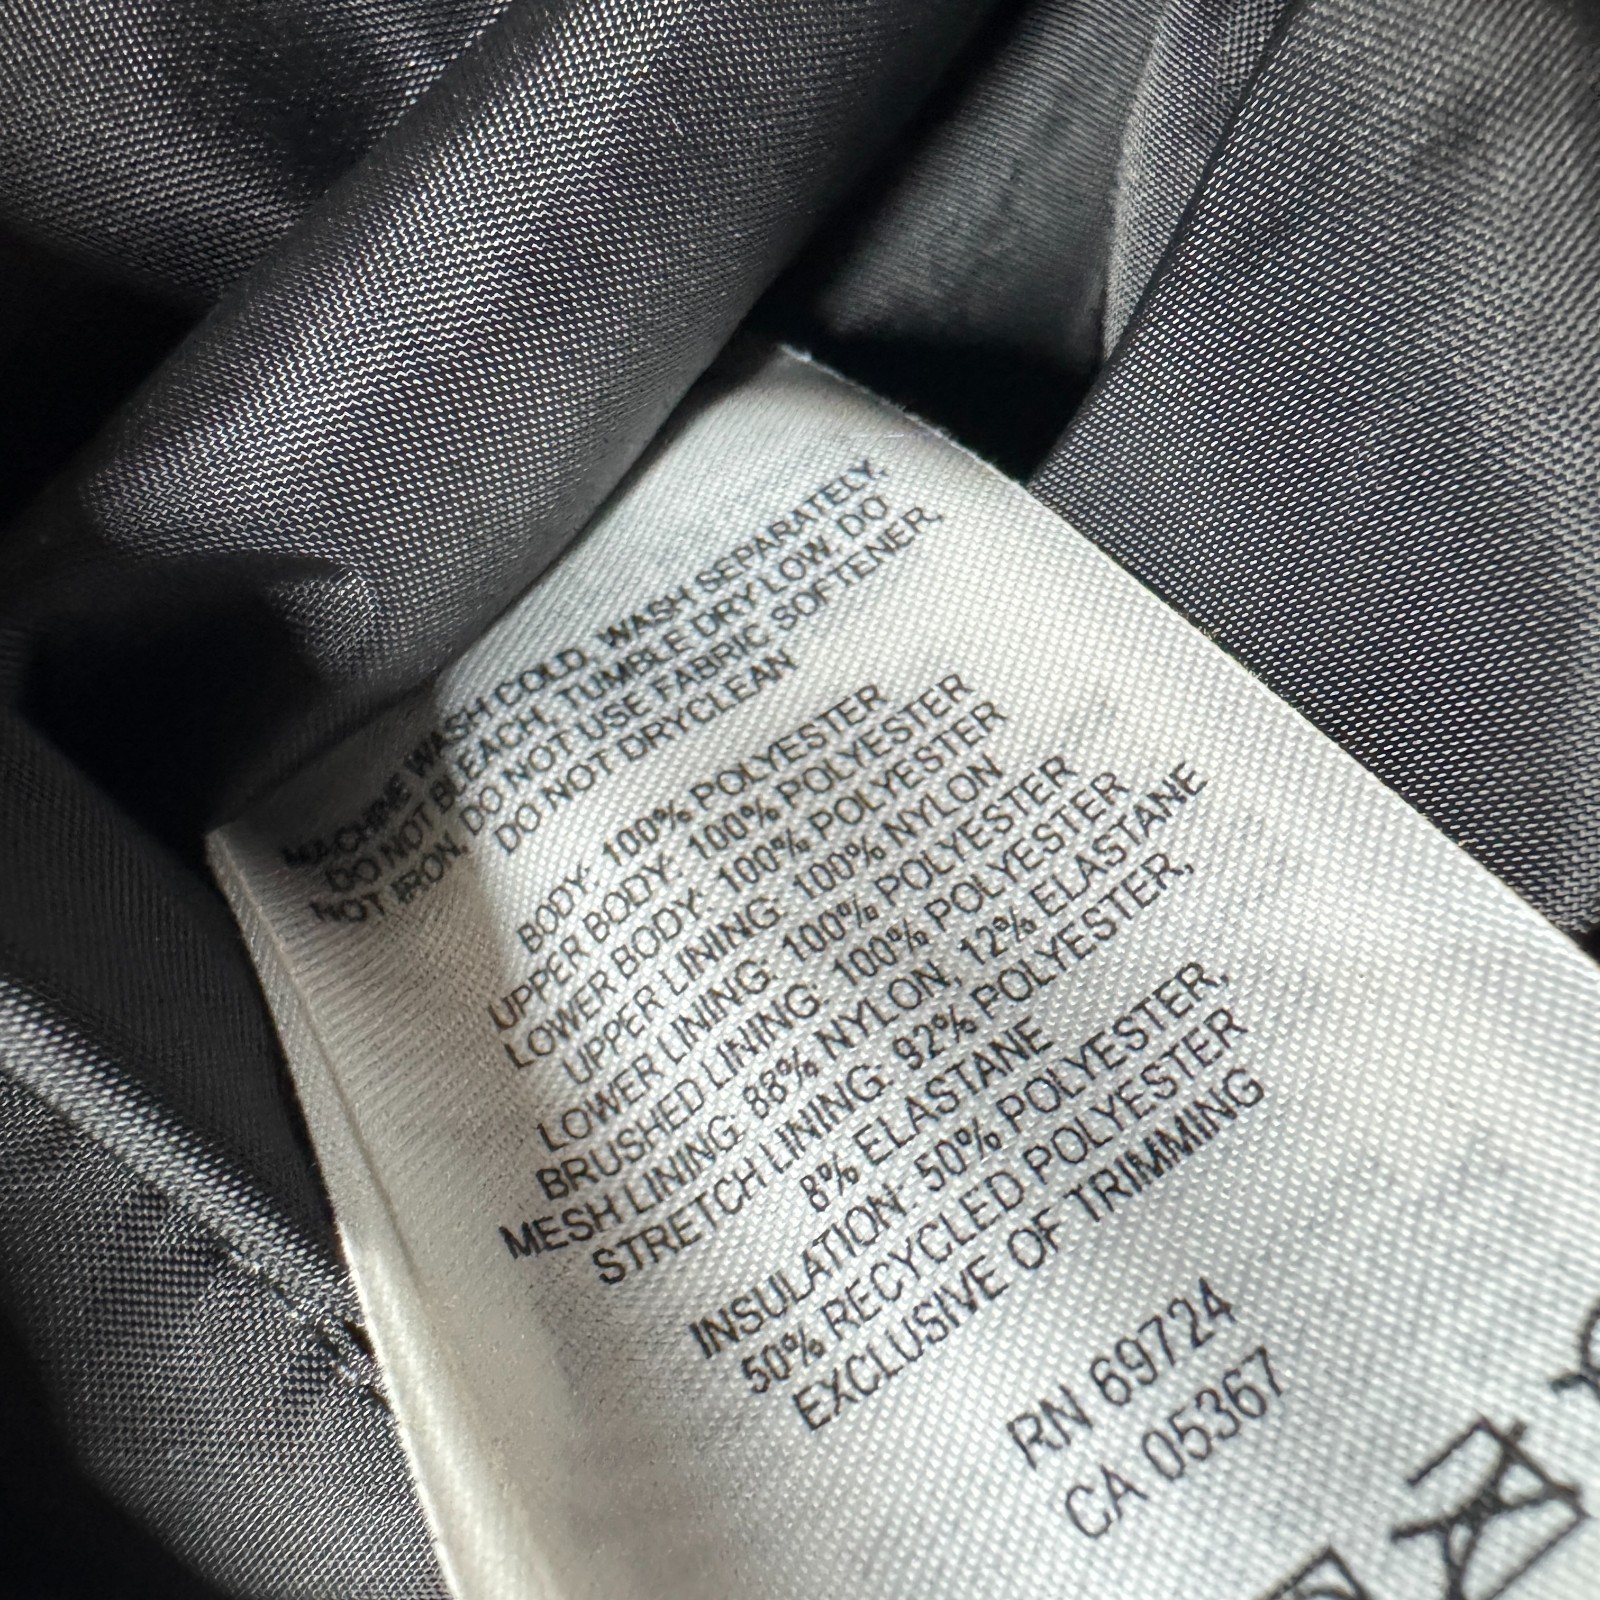 MACHINE WASH COLD. WASH SEPARATELY.
DO NOT BLEACH, TUMBLE DRY LOW. DO
NOT IRON, DO NOT USE FABRIC SOFTENER,
DO NOT DRYCLEAN
BODY: 100% POLYESTER
UPPER BODY: 100% POLYESTER
LOWER BODY: 100% POLYESTER
UPPER LINING: 100% NYLON
LOWER LINING: 100% POLYESTER
BRUSHED LINING: 100% POLYESTER
MESH LINING: 88% NYLON, 12% ELASTANE
STRETCH LINING: 92% POLYESTER,
8% ELASTANE
INSULATION: 50% POLYESTER,
50% RECYCLED POLYESTER
EXCLUSIVE OF TRIMMING
RN 69724
CA 05367